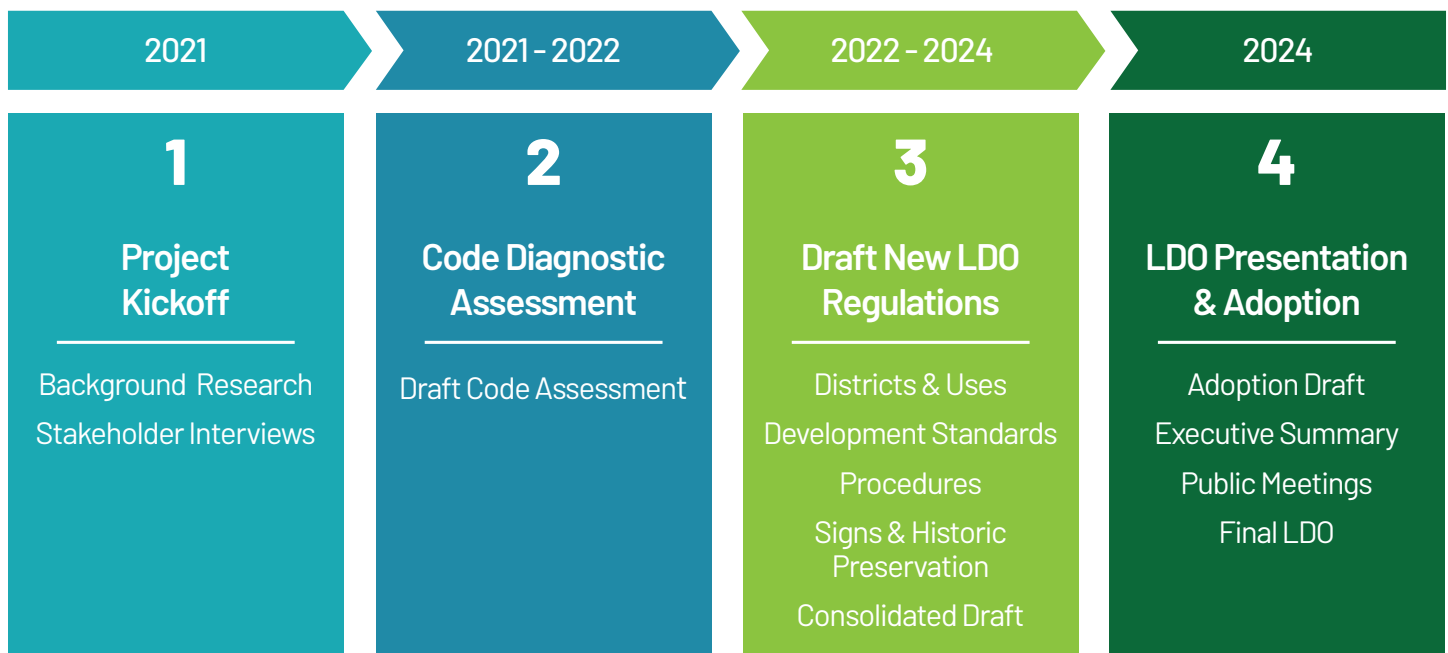 2021
2021 - 2022
2022 - 2024
2024
1
Project
Kickoff
Background Research
Stakeholder Interviews
2
Code Diagnostic
Assessment
Draft Code Assessment
3
Draft New LDO
Regulations
Districts & Uses
Development Standards
Procedures
Signs & Historic
Preservation
Consolidated Draft
4
LDO Presentation
& Adoption
Adoption Draft
Executive Summary
Public Meetings
Final LDO